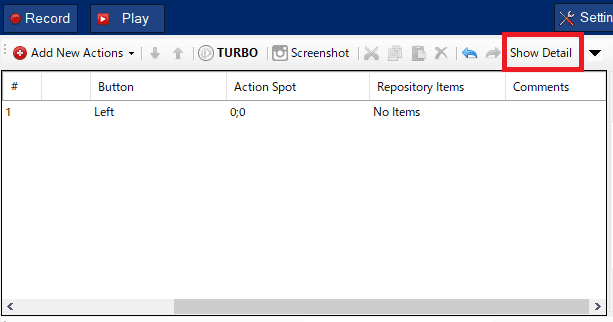 Record Play Settin
Add New Actions TURBO Screenshot Show Detail
# Button Action Spot Repository Items Comments
1 Left 0;0 No Items